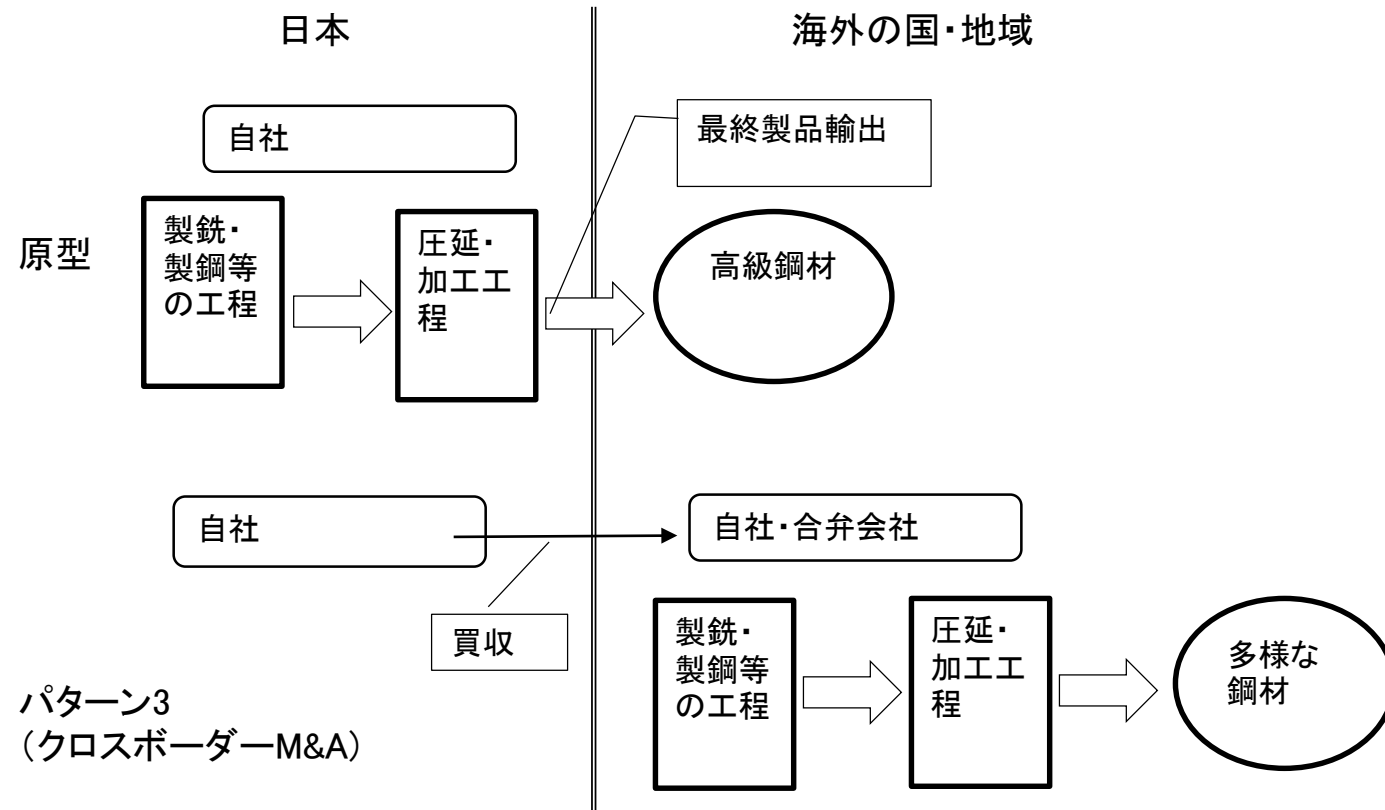 日本
海外の国・地域
自社
最終製品輸出
原型
製銑・
製鋼等
の工程
圧延・
加工工
程
高級鋼材
自社
自社・合弁会社
買収
製銑・
製鋼等
の工程
圧延・
加工工
程
多様な
鋼材
パターン3
（クロスボーダーM&A）